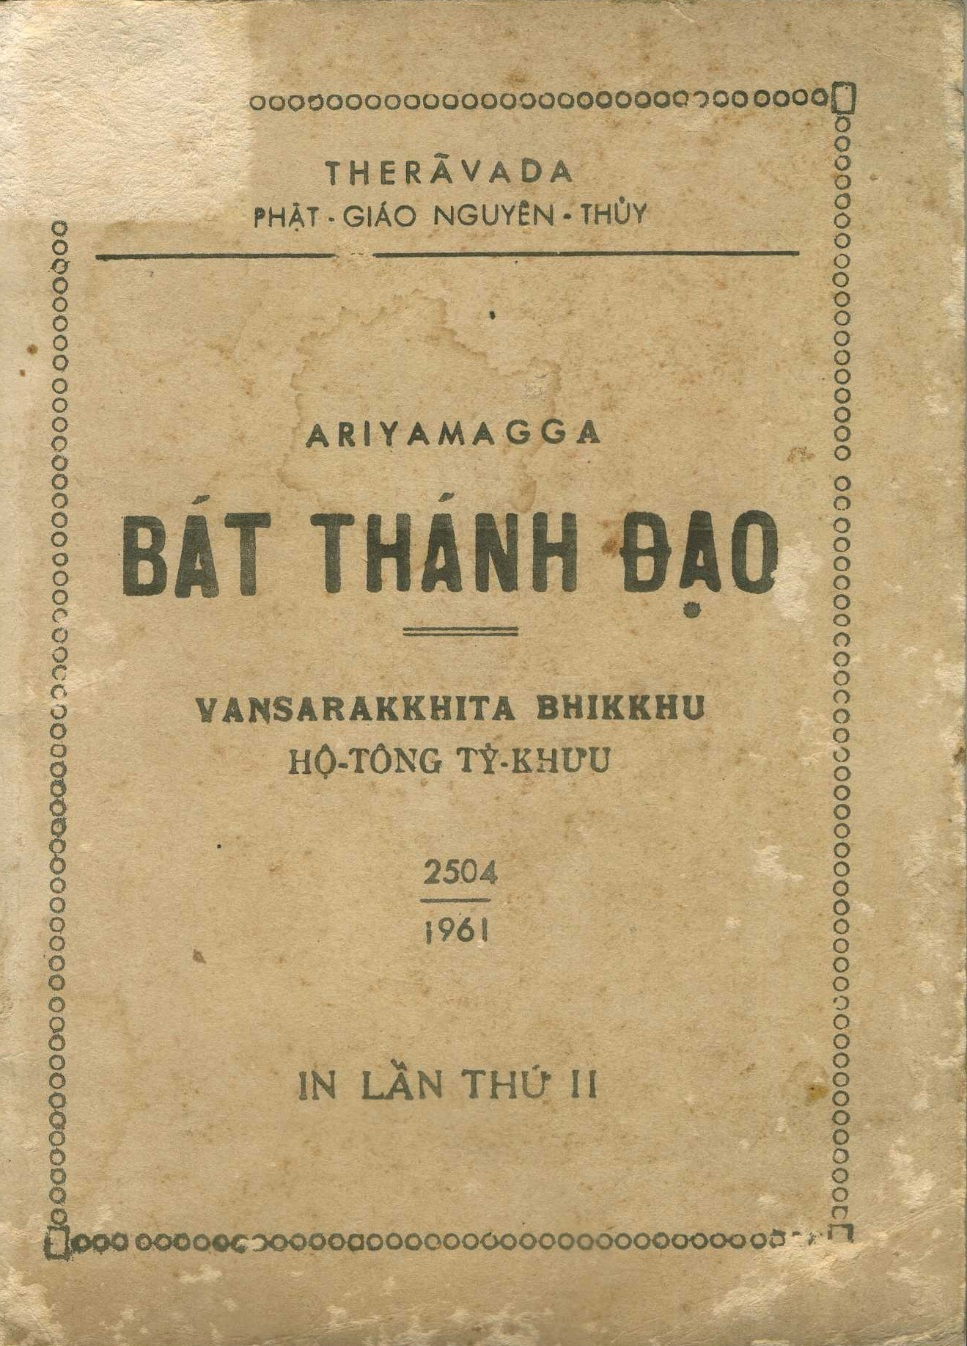 THERĀVADA
PHẬT - GIÁO NGUYÊN - THỦY
ARIYAMAGGA
BÁT THÁNH ĐẠO
VANSARAKKHITA BHIKKHU
HỘ-TÔNG TỲ-KHƯU
2504
1961
IN LẦN THỨ II